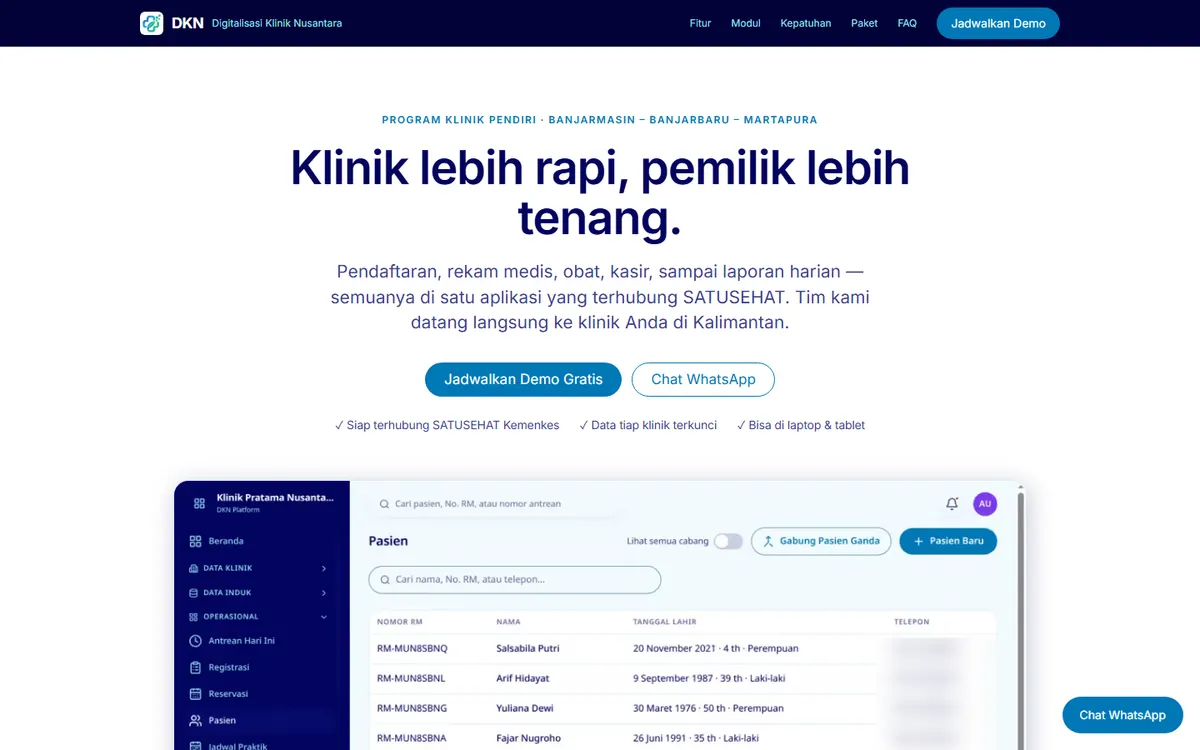 DKN Digitalisasi Klinik Nusantara
Fitur Modul Kepatuhan Paket FAQ Jadwalkan Demo
PROGRAM KLINIK PENDIRI · BANJARMASIN – BANJARBARU – MARTAPURA
Klinik lebih rapi, pemilik lebih
tenang.
Pendaftaran, rekam medis, obat, kasir, sampai laporan harian —
semuanya di satu aplikasi yang terhubung SATUSEHAT. Tim kami
datang langsung ke klinik Anda di Kalimantan.
Jadwalkan Demo Gratis Chat WhatsApp
✓ Siap terhubung SATUSEHAT Kemenkes ✓ Data tiap klinik terkunci ✓ Bisa di laptop & tablet
Klinik Pratama Nusanta...
DKN Platform
Beranda
DATA KLINIK
DATA INDUK
OPERASIONAL
Antrean Hari Ini
Registrasi
Reservasi
Pasien
Jadwal Praktik
Cari pasien, No. RM, atau nomor antrean
AU
Pasien
Lihat semua cabang
Gabung Pasien Ganda
+ Pasien Baru
Cari nama, No. RM, atau telepon...
NOMOR RM NAMA TANGGAL LAHIR TELEPON
RM-MUN8SBNQ Salsabila Putri 20 November 2021 · 4 th · Perempuan
RM-MUN8SBNL Arif Hidayat 9 September 1987 · 39 th · Laki-laki
RM-MUN8SBNG Yuliana Dewi 30 Maret 1976 · 50 th · Perempuan
RM-MUN8SBNA Fajar Nugroho 26 Juni 1991 · 35 th · Laki-laki
Chat WhatsApp